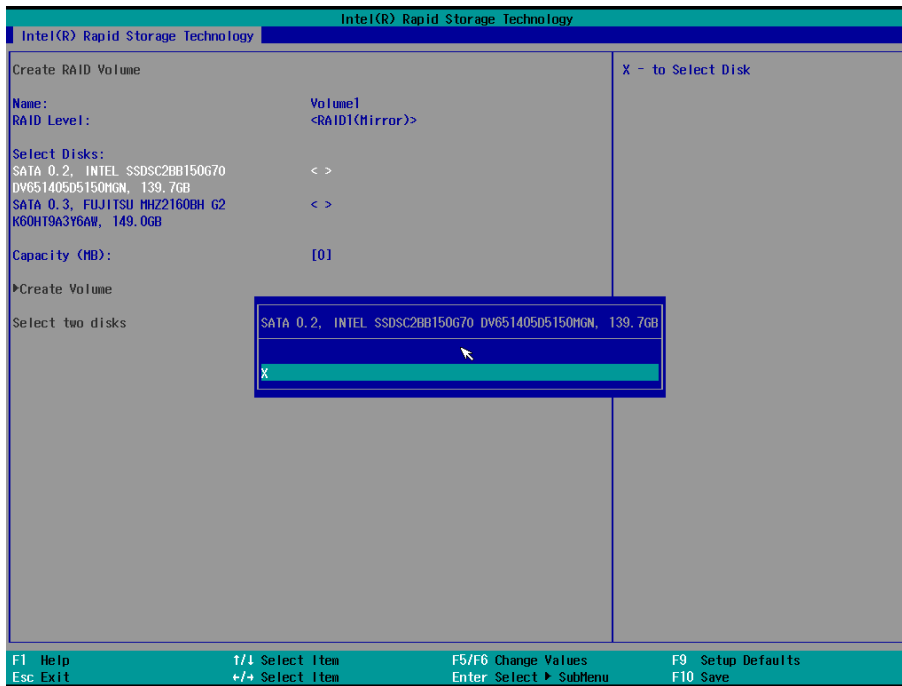 Intel(R) Rapid Storage Technology
Intel(R) Rapid Storage Technology
Create RAID Volume
X - to Select Disk
Name: Volume1
RAID Level: <RAID1(Mirror)>
Select Disks:
SATA 0.2, INTEL SSDSC2BB150G70 < >
DV651405D5150MGN, 139.7GB
SATA 0.3, FUJITSU MHZ2160BH G2 < >
K60HT9A3Y6AW, 149.0GB
Capacity (MB): [0]
▶Create Volume
Select two disks
SATA 0.2, INTEL SSDSC2BB150G70 DV651405D5150MGN, 139.7GB
X
F1 Help ↑/↓ Select Item F5/F6 Change Values F9 Setup Defaults
Esc Exit ←/→ Select Item Enter Select ▶ SubMenu F10 Save